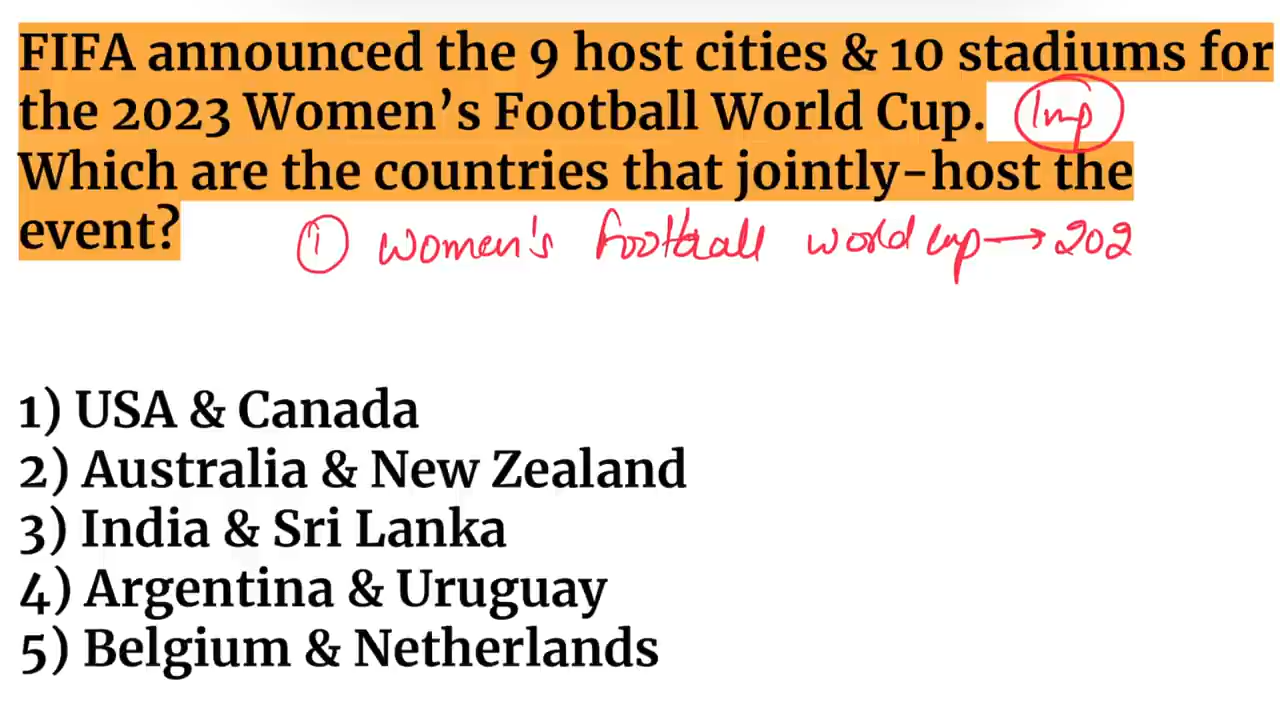 FIFA announced the 9 host cities & 10 stadiums for
the 2023 Women’s Football World Cup. Imp
Which are the countries that jointly-host the
event?
① Women's Football world cup → 202
1) USA & Canada
2) Australia & New Zealand
3) India & Sri Lanka
4) Argentina & Uruguay
5) Belgium & Netherlands